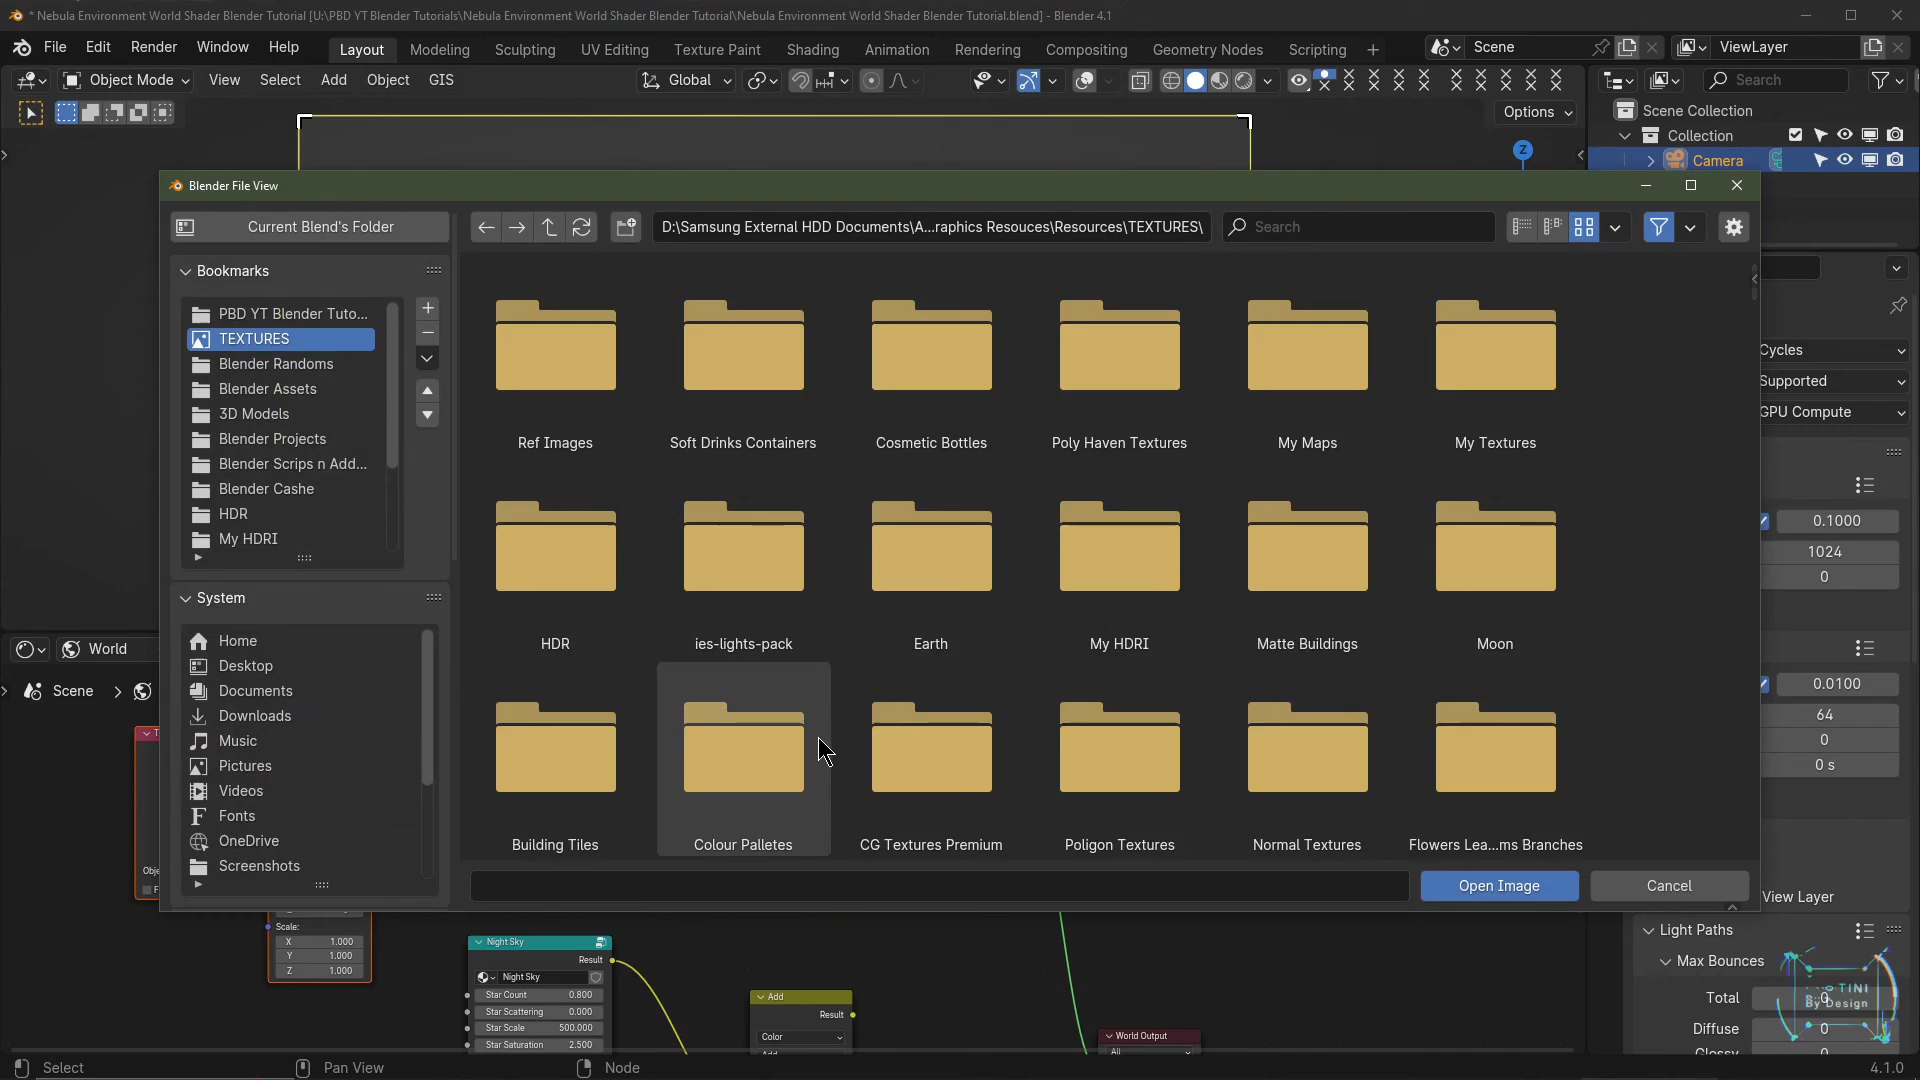 * Nebula Environment World Shader Blender Tutorial [U:\PBD YT Blender Tutorials\Nebula Environment World Shader Blender Tutorial\Nebula Environment World Shader Blender Tutorial.blend] - Blender 4.1
File Edit Render Window Help Layout Modeling Sculpting UV Editing Texture Paint Shading Animation Rendering Compositing Geometry Nodes Scripting + Scene ViewLayer
Object Mode View Select Add Object GIS Global Search
Options Scene Collection
Collection
Z
Camera
Blender File View
Current Blend's Folder D:\Samsung External HDD Documents\A...raphics Resouces\Resources\TEXTURES\ Search
Bookmarks
PBD YT Blender Tuto...
TEXTURES
Blender Randoms
Blender Assets
3D Models
Blender Projects
Blender Scrips n Add...
Blender Cashe
HDR
My HDRI
System
Home
Desktop
Documents
Downloads
Music
Pictures
Videos
Fonts
OneDrive
Screenshots
Ref Images Soft Drinks Containers Cosmetic Bottles Poly Haven Textures My Maps My Textures
HDR ies-lights-pack Earth My HDRI Matte Buildings Moon
Building Tiles Colour Palletes CG Textures Premium Poligon Textures Normal Textures Flowers Lea...ms Branches
Open Image Cancel
Cycles
Supported
GPU Compute
0.1000
1024
0
0.0100
64
0
0 s
View Layer
Light Paths
Max Bounces
Total 0
Diffuse 0
World
Scene
Scale:
X 1.000
Y 1.000
Z 1.000
Night Sky
Result
Night Sky
Star Count 0.800
Star Scattering 0.000
Star Scale 500.000
Star Saturation 2.500
Add
Result
Color
World Output
All
By Design
Select Pan View Node 4.1.0